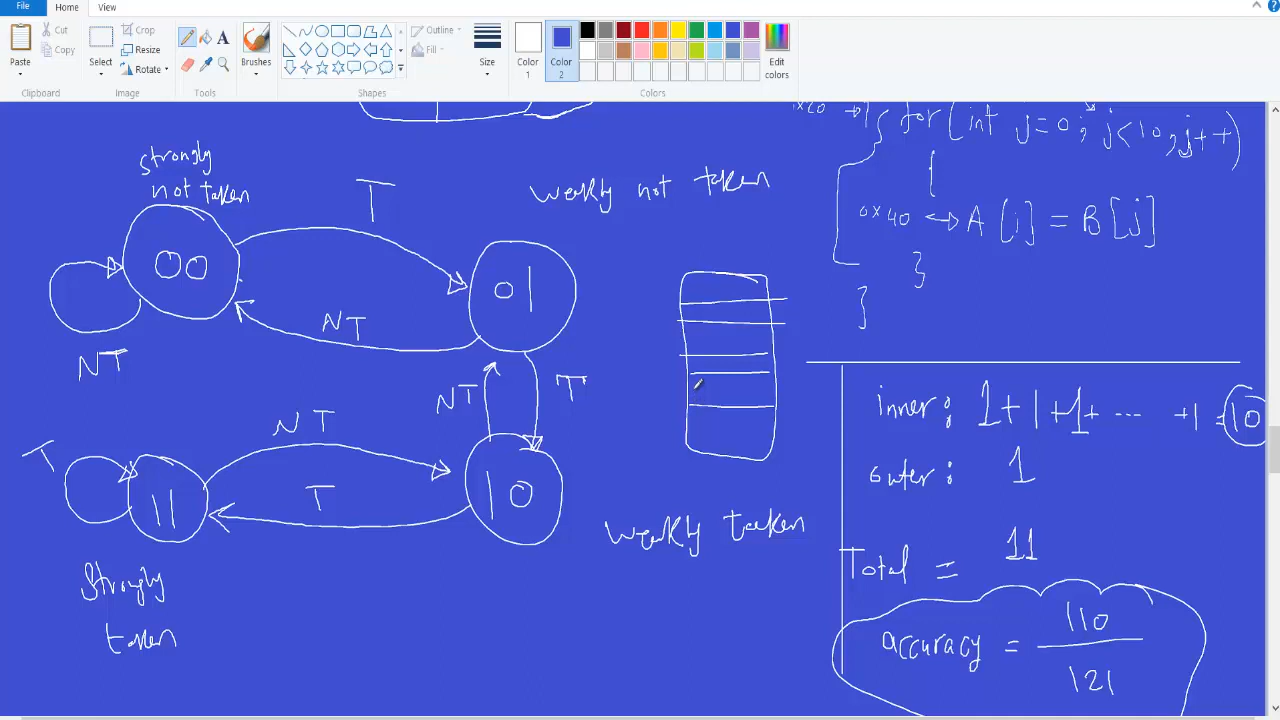 File
Home
View
Paste
Cut
Copy
Clipboard
Select
Crop
Resize
Rotate
Image
A
Tools
Brushes
Shapes
Outline
Fill
Size
Color
1
Color
2
Colors
Edit
colors
strongly
not taken
T
weakly not taken
00
01
NT
NT
NT
T
NT
T
11
T
10
weakly taken
Strongly
taken
for (int j=0; j<10; j++)
{
0x40 A[i] = B[j]
}
}
inner: 1+1+1+ ... +1 = 10
outer: 1
Total = 11
accuracy = 110
121